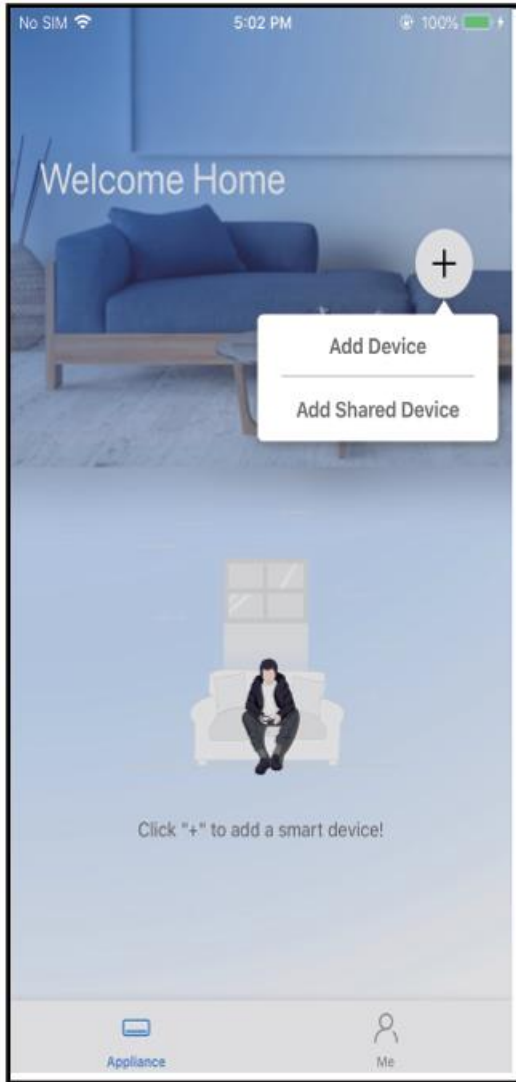 No SIM 5:02 PM 100%
Welcome Home
+
Add Device
Add Shared Device
Click "+" to add a smart device!
Appliance Me